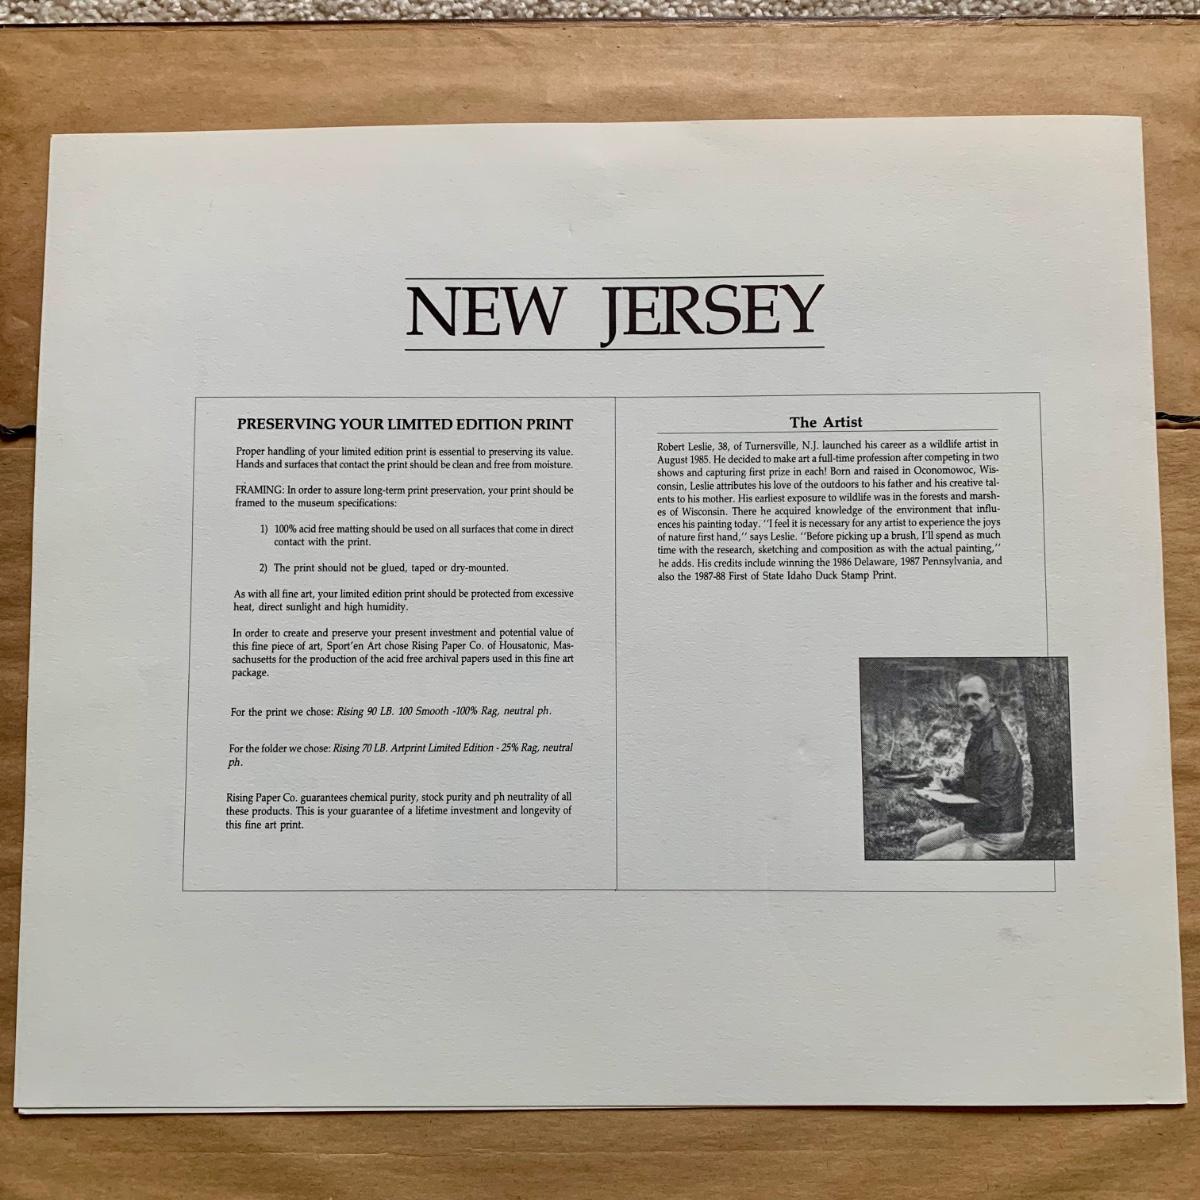 NEW JERSEY
PRESERVING YOUR LIMITED EDITION PRINT
Proper handling of your limited edition print is essential to preserving its value.
Hands and surfaces that contact the print should be clean and free from moisture.
FRAMING: In order to assure long-term print preservation, your print should be
framed to the museum specifications:
1) 100% acid free matting should be used on all surfaces that come in direct
contact with the print.
2) The print should not be glued, taped or dry-mounted.
As with all fine art, your limited edition print should be protected from excessive
heat, direct sunlight and high humidity.
In order to create and preserve your present investment and potential value of
this fine piece of art, Sport'en Art chose Rising Paper Co. of Housatonic, Mas-
sachusetts for the production of the acid free archival papers used in this fine art
package.
For the print we chose: Rising 90 LB. 100 Smooth -100% Rag, neutral ph.
For the folder we chose: Rising 70 LB. Artprint Limited Edition - 25% Rag, neutral
ph.
Rising Paper Co. guarantees chemical purity, stock purity and ph neutrality of all
these products. This is your guarantee of a lifetime investment and longevity of
this fine art print.
The Artist
Robert Leslie, 38, of Turnersville, N.J. launched his career as a wildlife artist in
August 1985. He decided to make art a full-time profession after competing in two
shows and capturing first prize in each! Born and raised in Oconomowoc, Wis-
consin, Leslie attributes his love of the outdoors to his father and his creative tal-
ents to his mother. His earliest exposure to wildlife was in the forests and marsh-
es of Wisconsin. There he acquired knowledge of the environment that influ-
ences his painting today. "I feel it is necessary for any artist to experience the joys
of nature first hand," says Leslie. "Before picking up a brush, I'll spend as much
time with the research, sketching and composition as with the actual painting,"
he adds. His credits include winning the 1986 Delaware, 1987 Pennsylvania, and
also the 1987-88 First of State Idaho Duck Stamp Print.